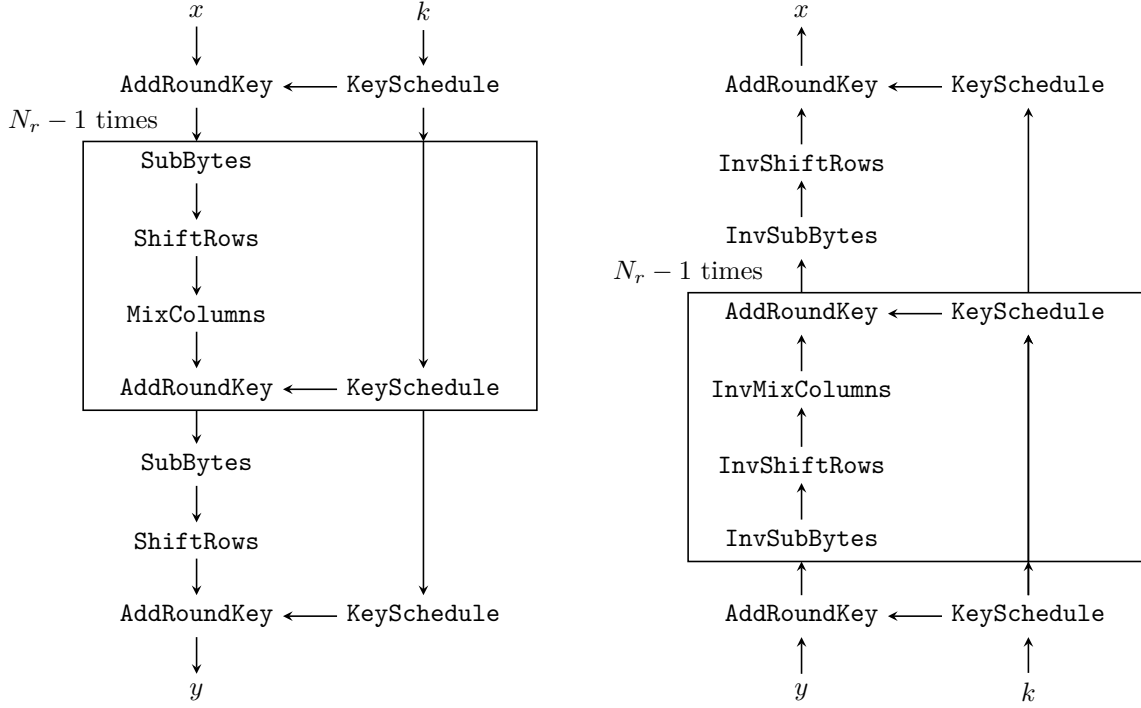 x k
AddRoundKey KeySchedule
N_r − 1 times
SubBytes
ShiftRows
MixColumns
AddRoundKey KeySchedule
SubBytes
ShiftRows
AddRoundKey KeySchedule
y
x
AddRoundKey KeySchedule
InvShiftRows
InvSubBytes
N_r − 1 times
AddRoundKey KeySchedule
InvMixColumns
InvShiftRows
InvSubBytes
AddRoundKey KeySchedule
y k